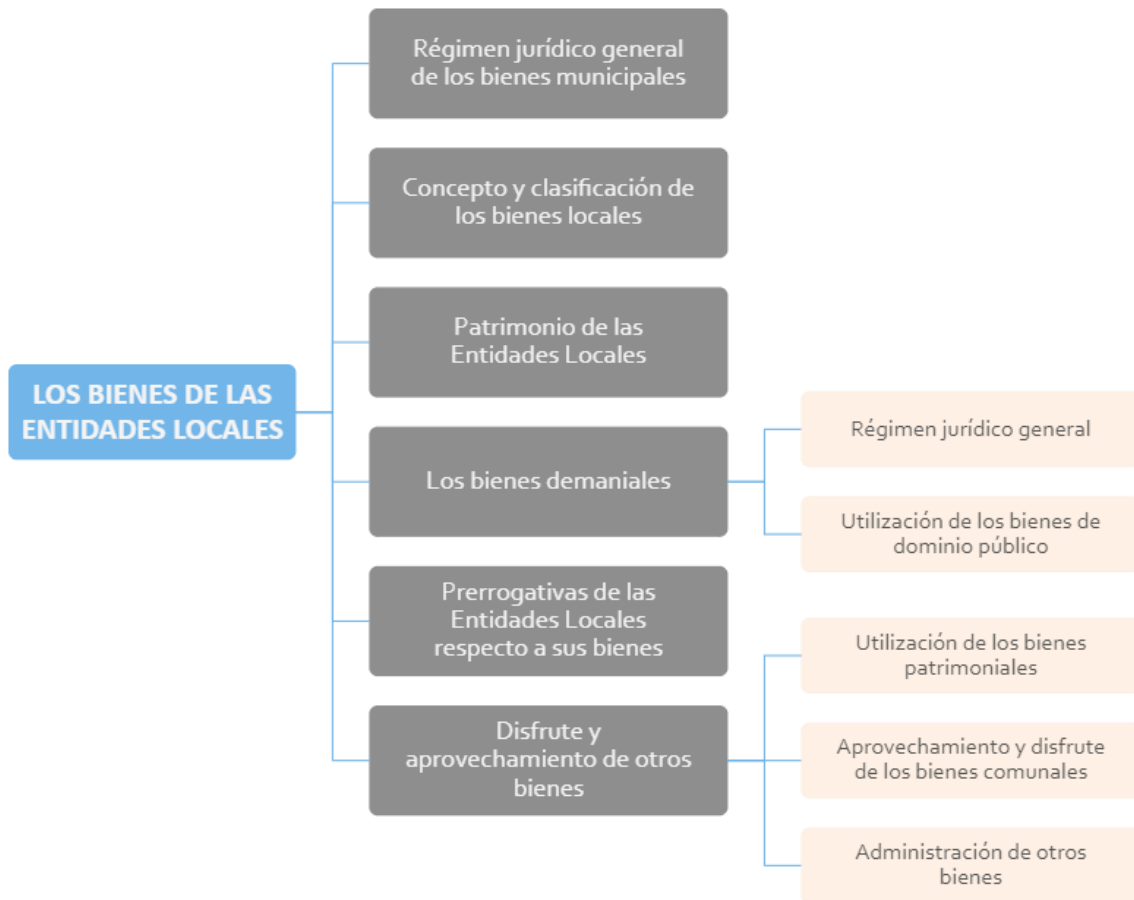 Régimen jurídico general
de los bienes municipales
Concepto y clasificación de
los bienes locales
Patrimonio de las
Entidades Locales
LOS BIENES DE LAS
ENTIDADES LOCALES
Los bienes demaniales
Régimen jurídico general
Utilización de los bienes de
dominio público
Prerrogativas de las
Entidades Locales
respecto a sus bienes
Disfrute y
aprovechamiento de otros
bienes
Utilización de los bienes
patrimoniales
Aprovechamiento y disfrute
de los bienes comunales
Administración de otros
bienes